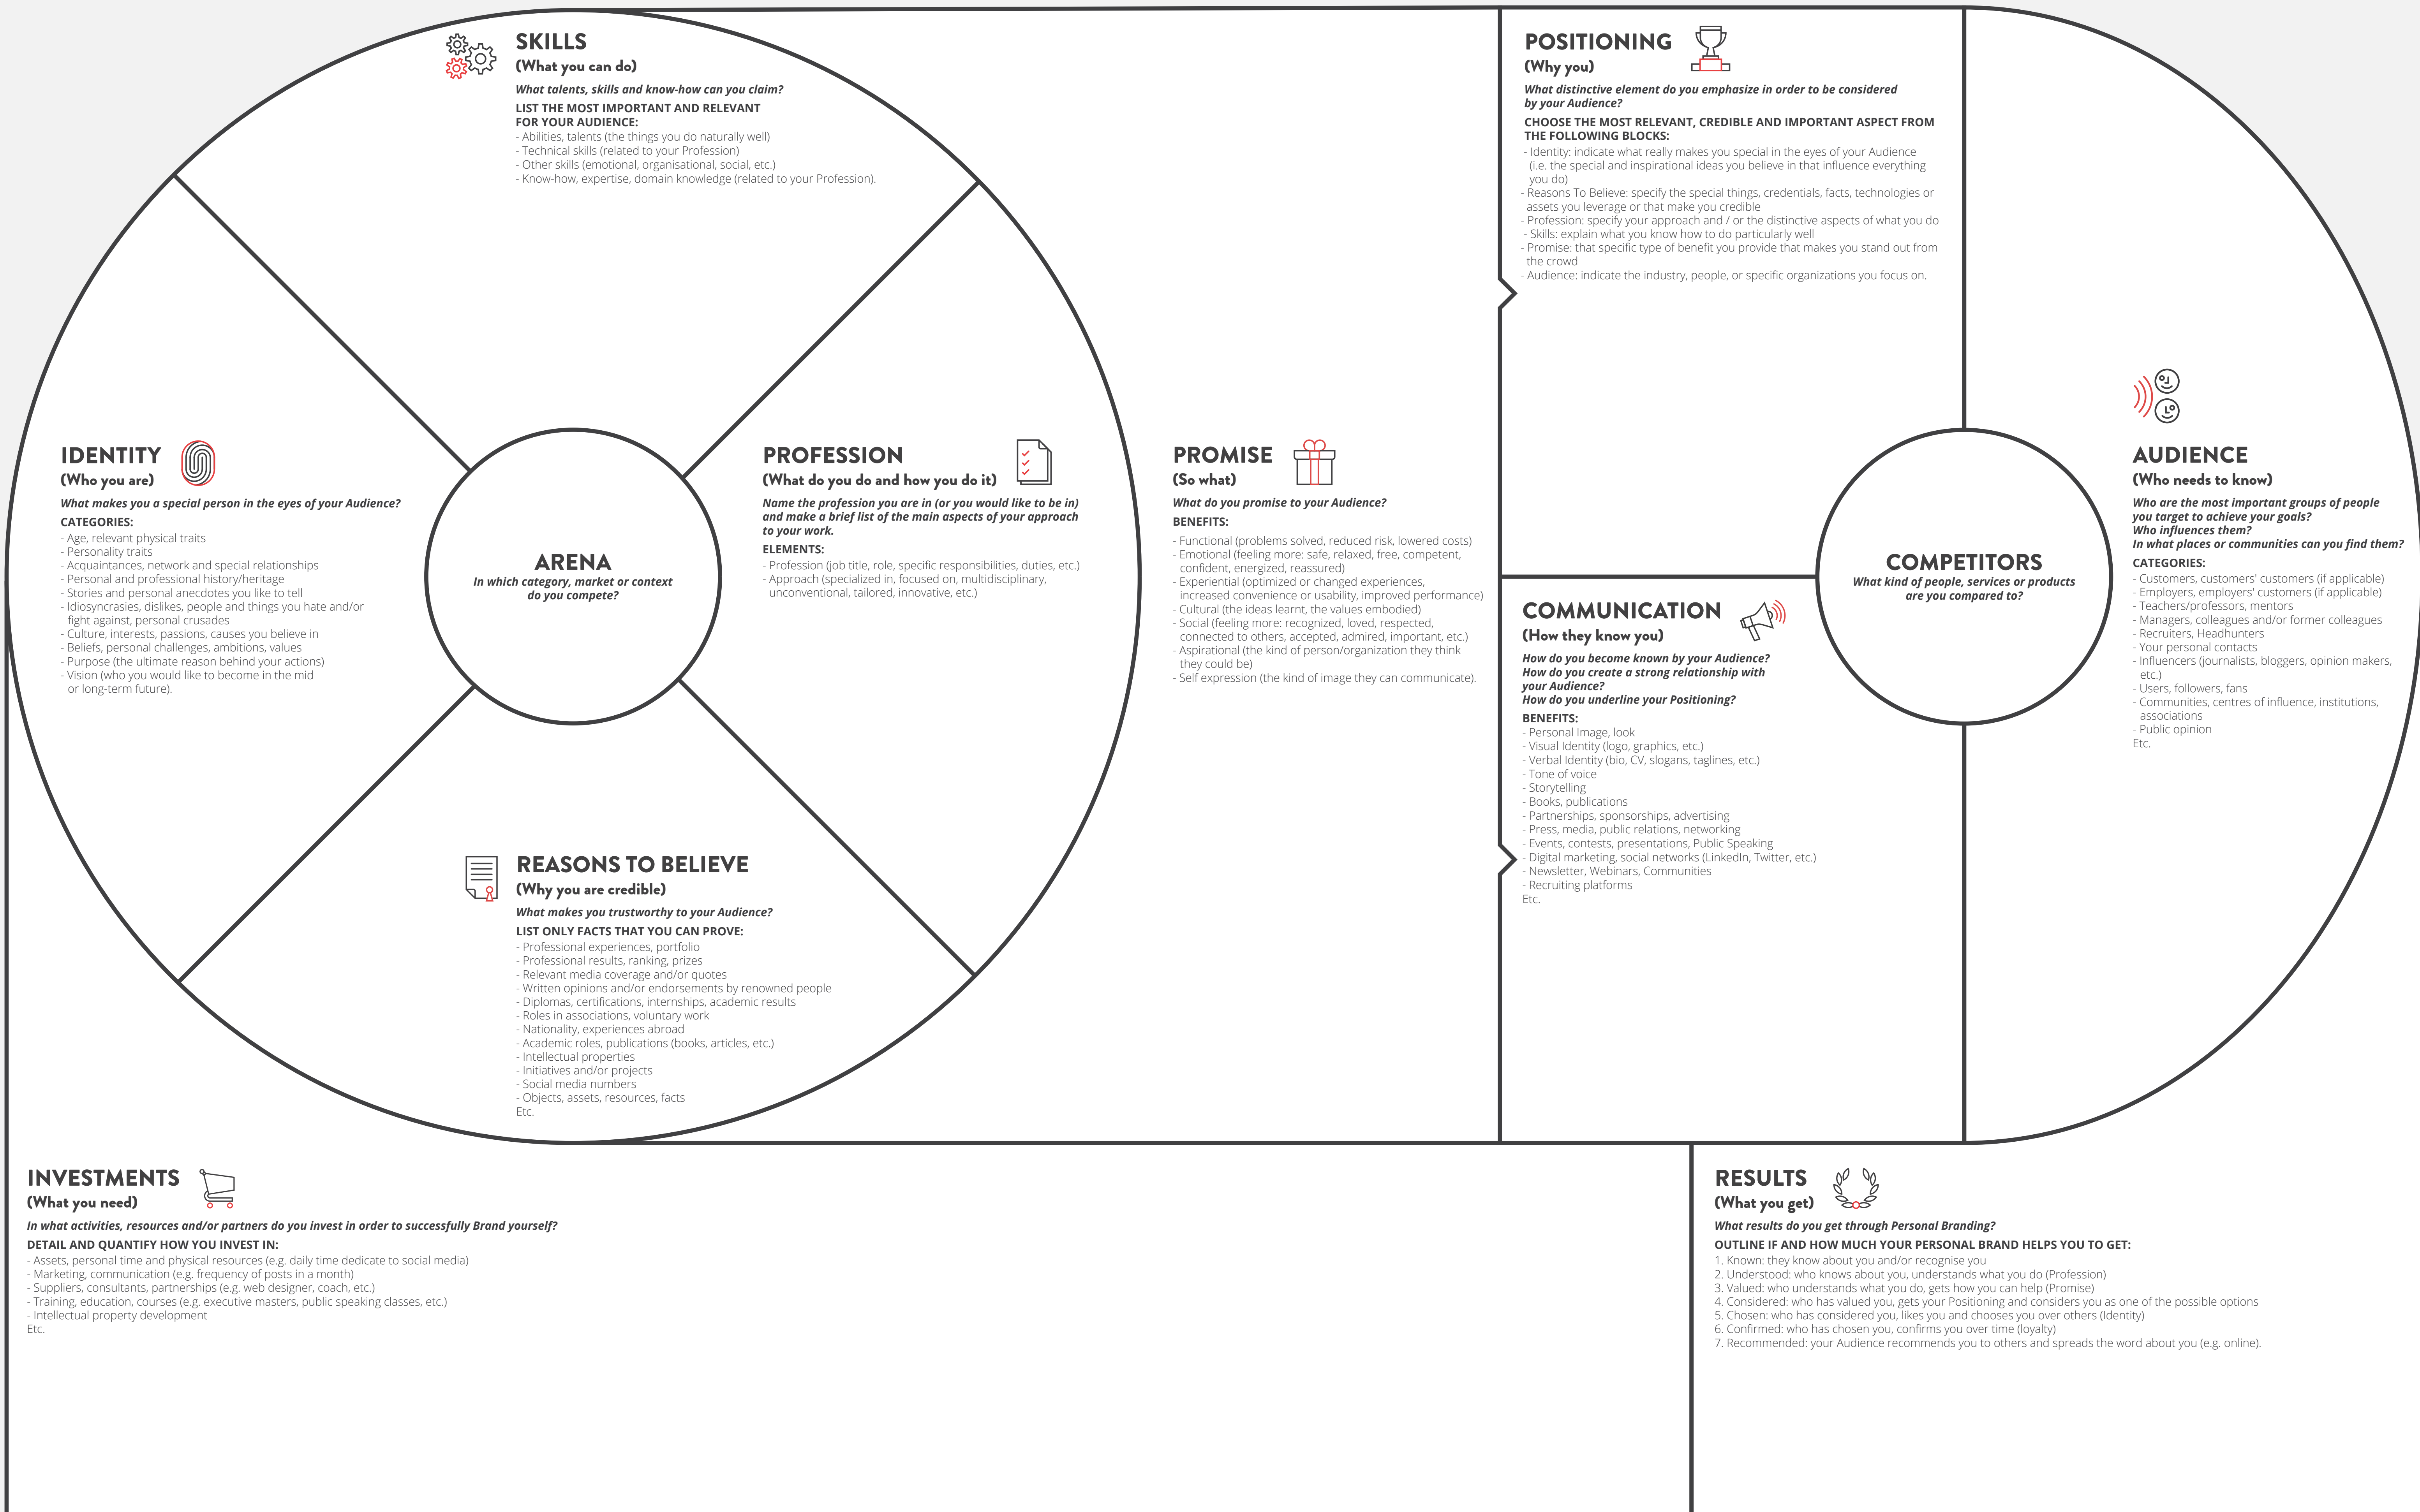 SKILLS
(What you can do)
What talents, skills and know-how can you claim?
LIST THE MOST IMPORTANT AND RELEVANT
FOR YOUR AUDIENCE:
- Abilities, talents (the things you do naturally well)
- Technical skills (related to your Profession)
- Other skills (emotional, organisational, social, etc.)
- Know-how, expertise, domain knowledge (related to your Profession).
IDENTITY
(Who you are)
What makes you a special person in the eyes of your Audience?
CATEGORIES:
- Age, relevant physical traits
- Personality traits
- Acquaintances, network and special relationships
- Personal and professional history/heritage
- Stories and personal anecdotes you like to tell
- Idiosyncrasies, dislikes, people and things you hate and/or
fight against, personal crusades
- Culture, interests, passions, causes you believe in
- Beliefs, personal challenges, ambitions, values
- Purpose (the ultimate reason behind your actions)
- Vision (who you would like to become in the mid
or long-term future).
ARENA
In which category, market or context
do you compete?
PROFESSION
(What do you do and how you do it)
Name the profession you are in (or you would like to be in)
and make a brief list of the main aspects of your approach
to your work.
ELEMENTS:
- Profession (job title, role, specific responsibilities, duties, etc.)
- Approach (specialized in, focused on, multidisciplinary,
unconventional, tailored, innovative, etc.)
REASONS TO BELIEVE
(Why you are credible)
What makes you trustworthy to your Audience?
LIST ONLY FACTS THAT YOU CAN PROVE:
- Professional experiences, portfolio
- Professional results, ranking, prizes
- Relevant media coverage and/or quotes
- Written opinions and/or endorsements by renowned people
- Diplomas, certifications, internships, academic results
- Roles in associations, voluntary work
- Nationality, experiences abroad
- Academic roles, publications (books, articles, etc.)
- Intellectual properties
- Initiatives and/or projects
- Social media numbers
- Objects, assets, resources, facts
Etc.
PROMISE
(So what)
What do you promise to your Audience?
BENEFITS:
- Functional (problems solved, reduced risk, lowered costs)
- Emotional (feeling more: safe, relaxed, free, competent,
confident, energized, reassured)
- Experiential (optimized or changed experiences,
increased convenience or usability, improved performance)
- Cultural (the ideas learnt, the values embodied)
- Social (feeling more: recognized, loved, respected,
connected to others, accepted, admired, important, etc.)
- Aspirational (the kind of person/organization they think
they could be)
- Self expression (the kind of image they can communicate).
POSITIONING
(Why you)
What distinctive element do you emphasize in order to be considered
by your Audience?
CHOOSE THE MOST RELEVANT, CREDIBLE AND IMPORTANT ASPECT FROM
THE FOLLOWING BLOCKS:
- Identity: indicate what really makes you special in the eyes of your Audience
(i.e. the special and inspirational ideas you believe in that influence everything
you do)
- Reasons To Believe: specify the special things, credentials, facts, technologies or
assets you leverage or that make you credible
- Profession: specify your approach and / or the distinctive aspects of what you do
- Skills: explain what you know how to do particularly well
- Promise: that specific type of benefit you provide that makes you stand out from
the crowd
- Audience: indicate the industry, people, or specific organizations you focus on.
COMMUNICATION
(How they know you)
How do you become known by your Audience?
How do you create a strong relationship with
your Audience?
How do you underline your Positioning?
BENEFITS:
- Personal Image, look
- Visual Identity (logo, graphics, etc.)
- Verbal Identity (bio, CV, slogans, taglines, etc.)
- Tone of voice
- Storytelling
- Books, publications
- Partnerships, sponsorships, advertising
- Press, media, public relations, networking
- Events, contests, presentations, Public Speaking
- Digital marketing, social networks (LinkedIn, Twitter, etc.)
- Newsletter, Webinars, Communities
- Recruiting platforms
Etc.
COMPETITORS
What kind of people, services or products
are you compared to?
AUDIENCE
(Who needs to know)
Who are the most important groups of people
you target to achieve your goals?
Who influences them?
In what places or communities can you find them?
CATEGORIES:
- Customers, customers' customers (if applicable)
- Employers, employers' customers (if applicable)
- Teachers/professors, mentors
- Managers, colleagues and/or former colleagues
- Recruiters, Headhunters
- Your personal contacts
- Influencers (journalists, bloggers, opinion makers,
etc.)
- Users, followers, fans
- Communities, centres of influence, institutions,
associations
- Public opinion
Etc.
INVESTMENTS
(What you need)
In what activities, resources and/or partners do you invest in order to successfully Brand yourself?
DETAIL AND QUANTIFY HOW YOU INVEST IN:
- Assets, personal time and physical resources (e.g. daily time dedicate to social media)
- Marketing, communication (e.g. frequency of posts in a month)
- Suppliers, consultants, partnerships (e.g. web designer, coach, etc.)
- Training, education, courses (e.g. executive masters, public speaking classes, etc.)
- Intellectual property development
Etc.
RESULTS
(What you get)
What results do you get through Personal Branding?
OUTLINE IF AND HOW MUCH YOUR PERSONAL BRAND HELPS YOU TO GET:
1. Known: they know about you and/or recognise you
2. Understood: who knows about you, understands what you do (Profession)
3. Valued: who understands what you do, gets how you can help (Promise)
4. Considered: who has valued you, gets your Positioning and considers you as one of the possible options
5. Chosen: who has considered you, likes you and chooses you over others (Identity)
6. Confirmed: who has chosen you, confirms you over time (loyalty)
7. Recommended: your Audience recommends you to others and spreads the word about you (e.g. online).